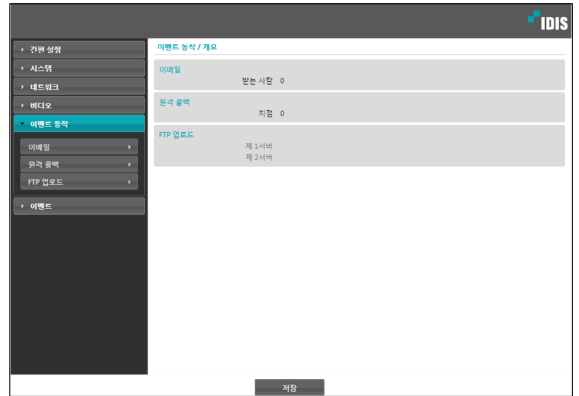 IDIS
간편 설정
시스템
네트워크
비디오
이벤트 동작
이메일
원격 콜백
FTP 업로드
이벤트
이벤트 동작 / 개요
이메일
받는 사람 0
원격 콜백
지점 0
FTP 업로드
제 1서버
제 2서버
저장